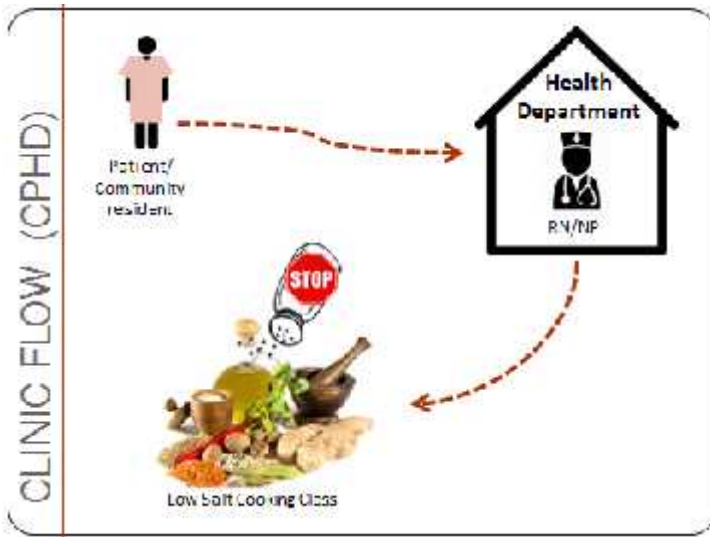 CLINIC FLOW (CPHD)
Patient/
Community
resident
Health
Department
RN/NP
STOP
Low Salt Cooking Class